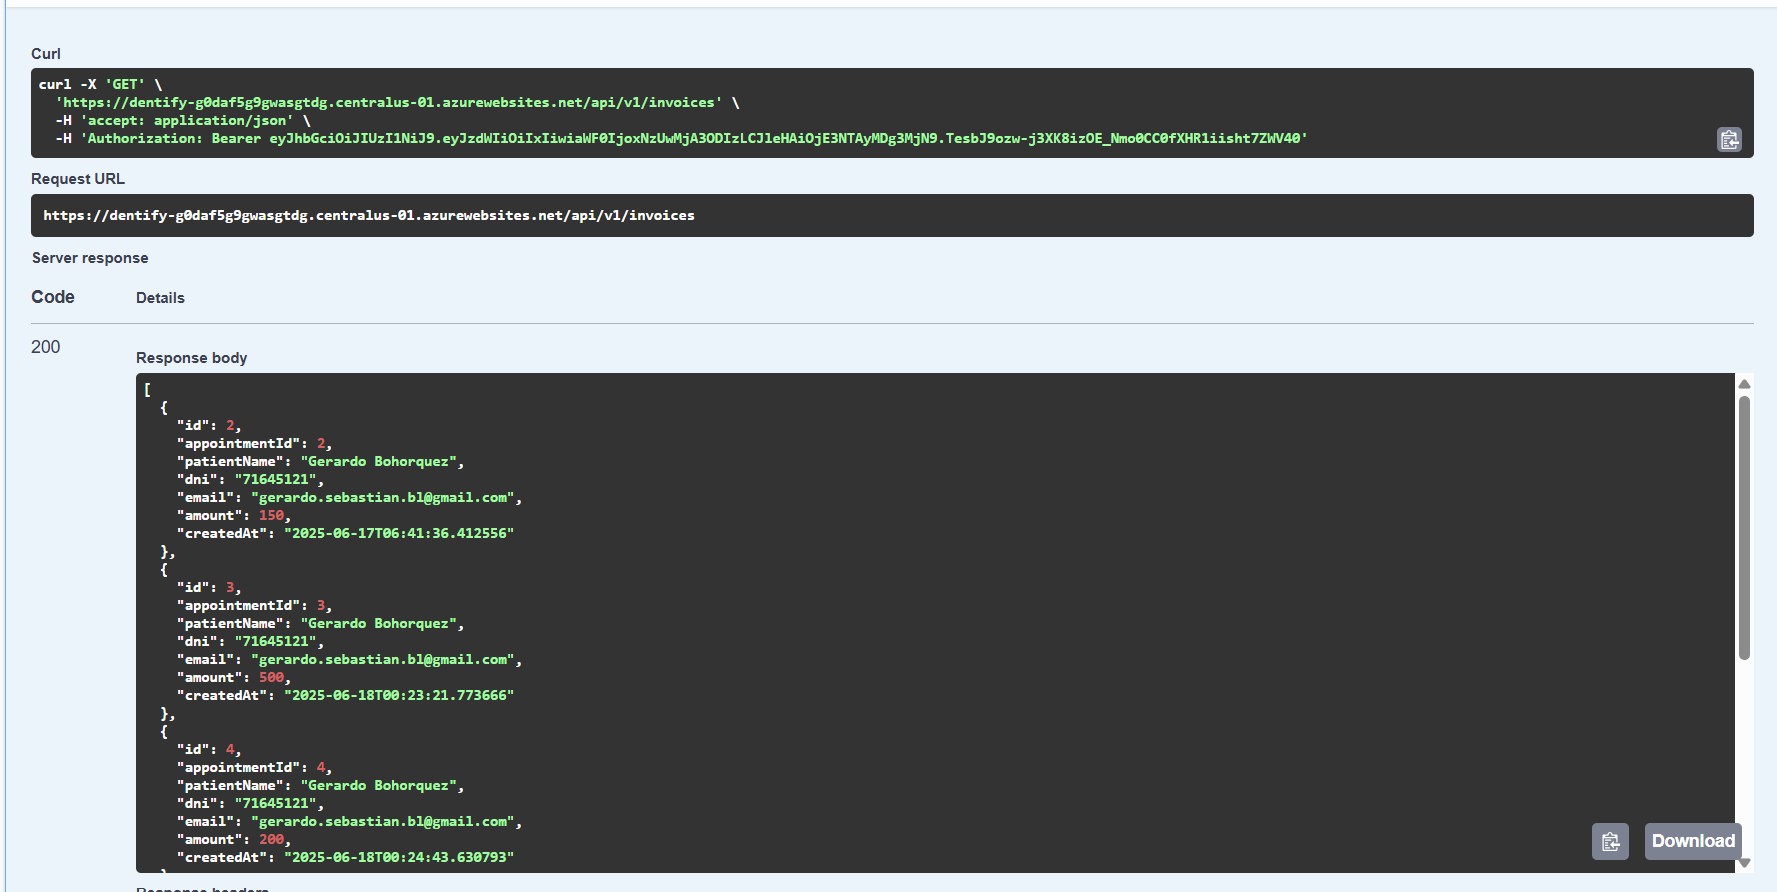 Curl
curl -X 'GET' \
'https://dentify-g0daf5g9gwasgtdg.centralus-01.azurewebsites.net/api/v1/invoices' \
-H 'accept: application/json' \
-H 'Authorization: Bearer eyJhbGciOiJIUzI1NiJ9.eyJzdWIiOiIxIiwiaWF0IjoxNzUwMjA3ODIzLCJleHAiOjE3NTAyMDg3MjN9.TesbJ9ozw-j3XK8izOE_Nmo0CC0fXHR1iisht7ZWV40'
Request URL
https://dentify-g0daf5g9gwasgtdg.centralus-01.azurewebsites.net/api/v1/invoices
Server response
Code Details
200
Response body
[
{
"id": 2,
"appointmentId": 2,
"patientName": "Gerardo Bohorquez",
"dni": "71645121",
"email": "gerardo.sebastian.bl@gmail.com",
"amount": 150,
"createdAt": "2025-06-17T06:41:36.412556"
},
{
"id": 3,
"appointmentId": 3,
"patientName": "Gerardo Bohorquez",
"dni": "71645121",
"email": "gerardo.sebastian.bl@gmail.com",
"amount": 500,
"createdAt": "2025-06-18T00:23:21.773666"
},
{
"id": 4,
"appointmentId": 4,
"patientName": "Gerardo Bohorquez",
"dni": "71645121",
"email": "gerardo.sebastian.bl@gmail.com",
"amount": 200,
"createdAt": "2025-06-18T00:24:43.630793"
Download
Response headers